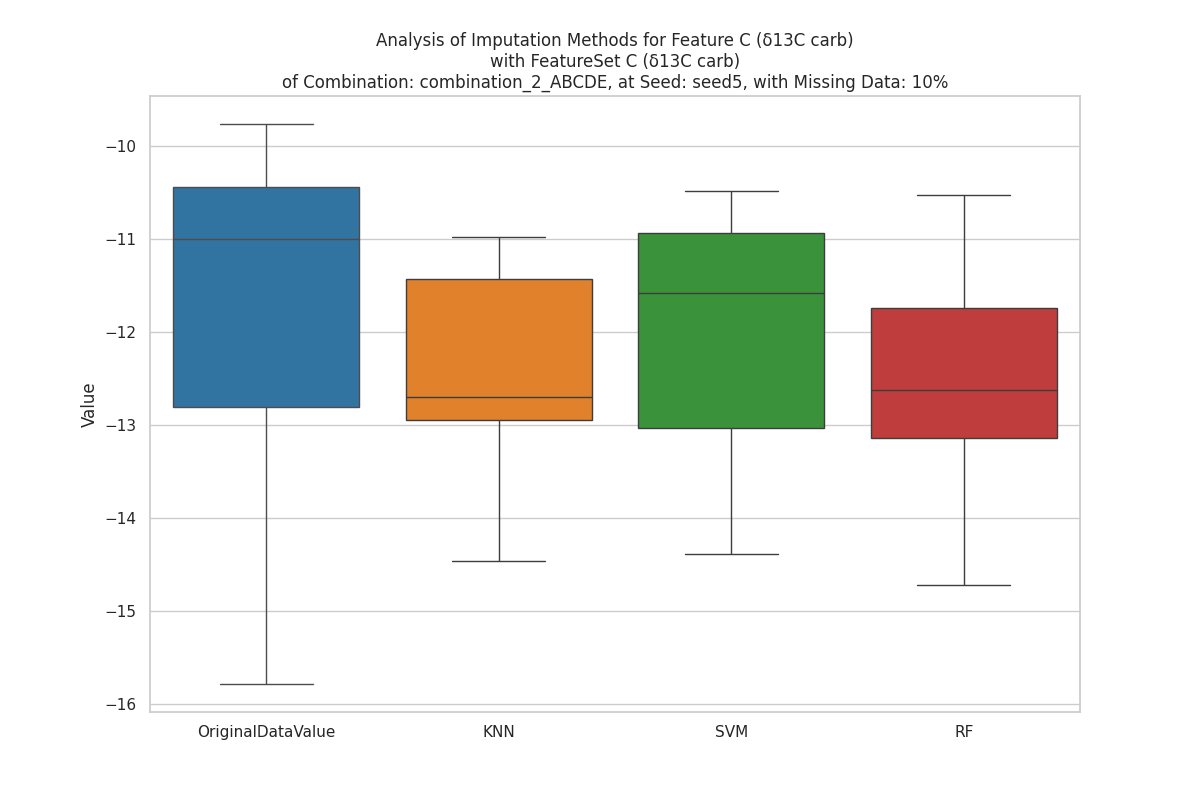 Analysis of Imputation Methods for Feature C (δ13C carb)
with FeatureSet C (δ13C carb)
of Combination: combination_2_ABCDE, at Seed: seed5, with Missing Data: 10%
Value
−10
−11
−12
−13
−14
−15
−16
OriginalDataValue
KNN
SVM
RF